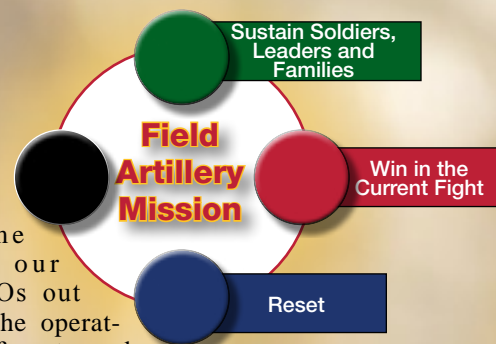 Sustain Soldiers,
Leaders and
Families
Field
Artillery
Mission
Win in the
Current Fight
Reset
our
Os out
he operat-